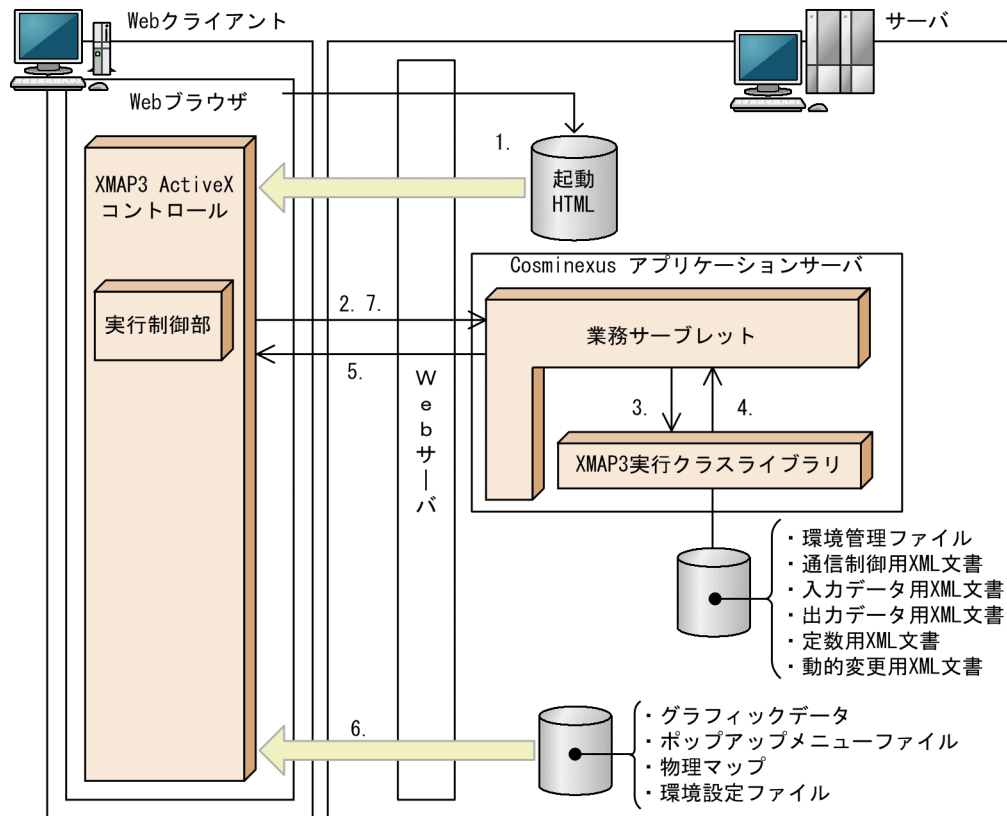 Webクライアント
サーバ
Webブラウザ
1.
起動
HTML
XMAP3 ActiveX
コントロール
Cosminexus アプリケーションサーバ
実行制御部
2. 7.
業務サーブレット
5.
Webサーバ
3.
4.
XMAP3実行クラスライブラリ
・環境管理ファイル
・通信制御用XML文書
・入力データ用XML文書
・出力データ用XML文書
・定数用XML文書
・動的変更用XML文書
6.
・グラフィックデータ
・ポップアップメニューファイル
・物理マップ
・環境設定ファイル